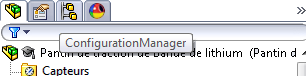 ConfigurationManager
Pantin de traction de bande de lithium (Pantin d
Capteurs